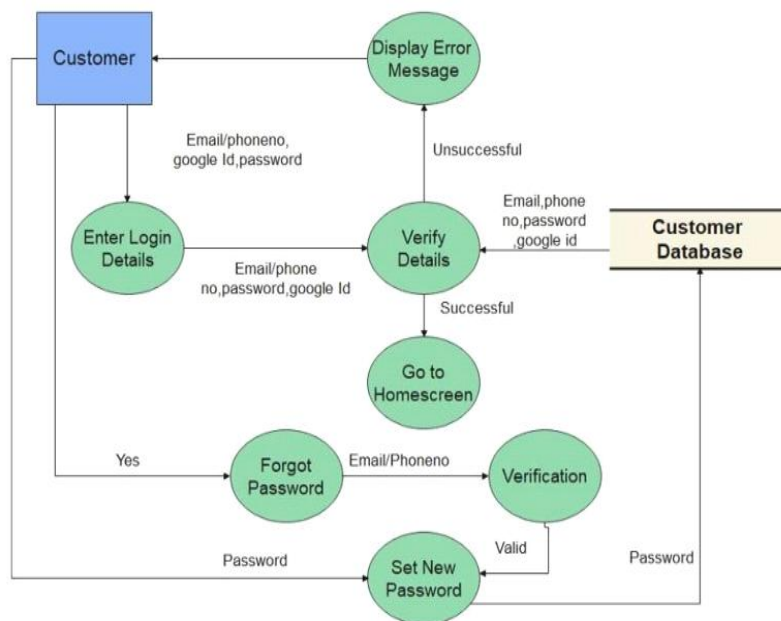 Customer
Display Error
Message
Email/phoneno,
google Id,password
Unsuccessful
Enter Login
Details
Email/phone
no,password,google Id
Verify
Details
Email,phone
no,password
,google id
Customer
Database
Successful
Go to
Homescreen
Yes
Forgot
Password
Email/Phoneno
Verification
Valid
Password
Set New
Password
Password